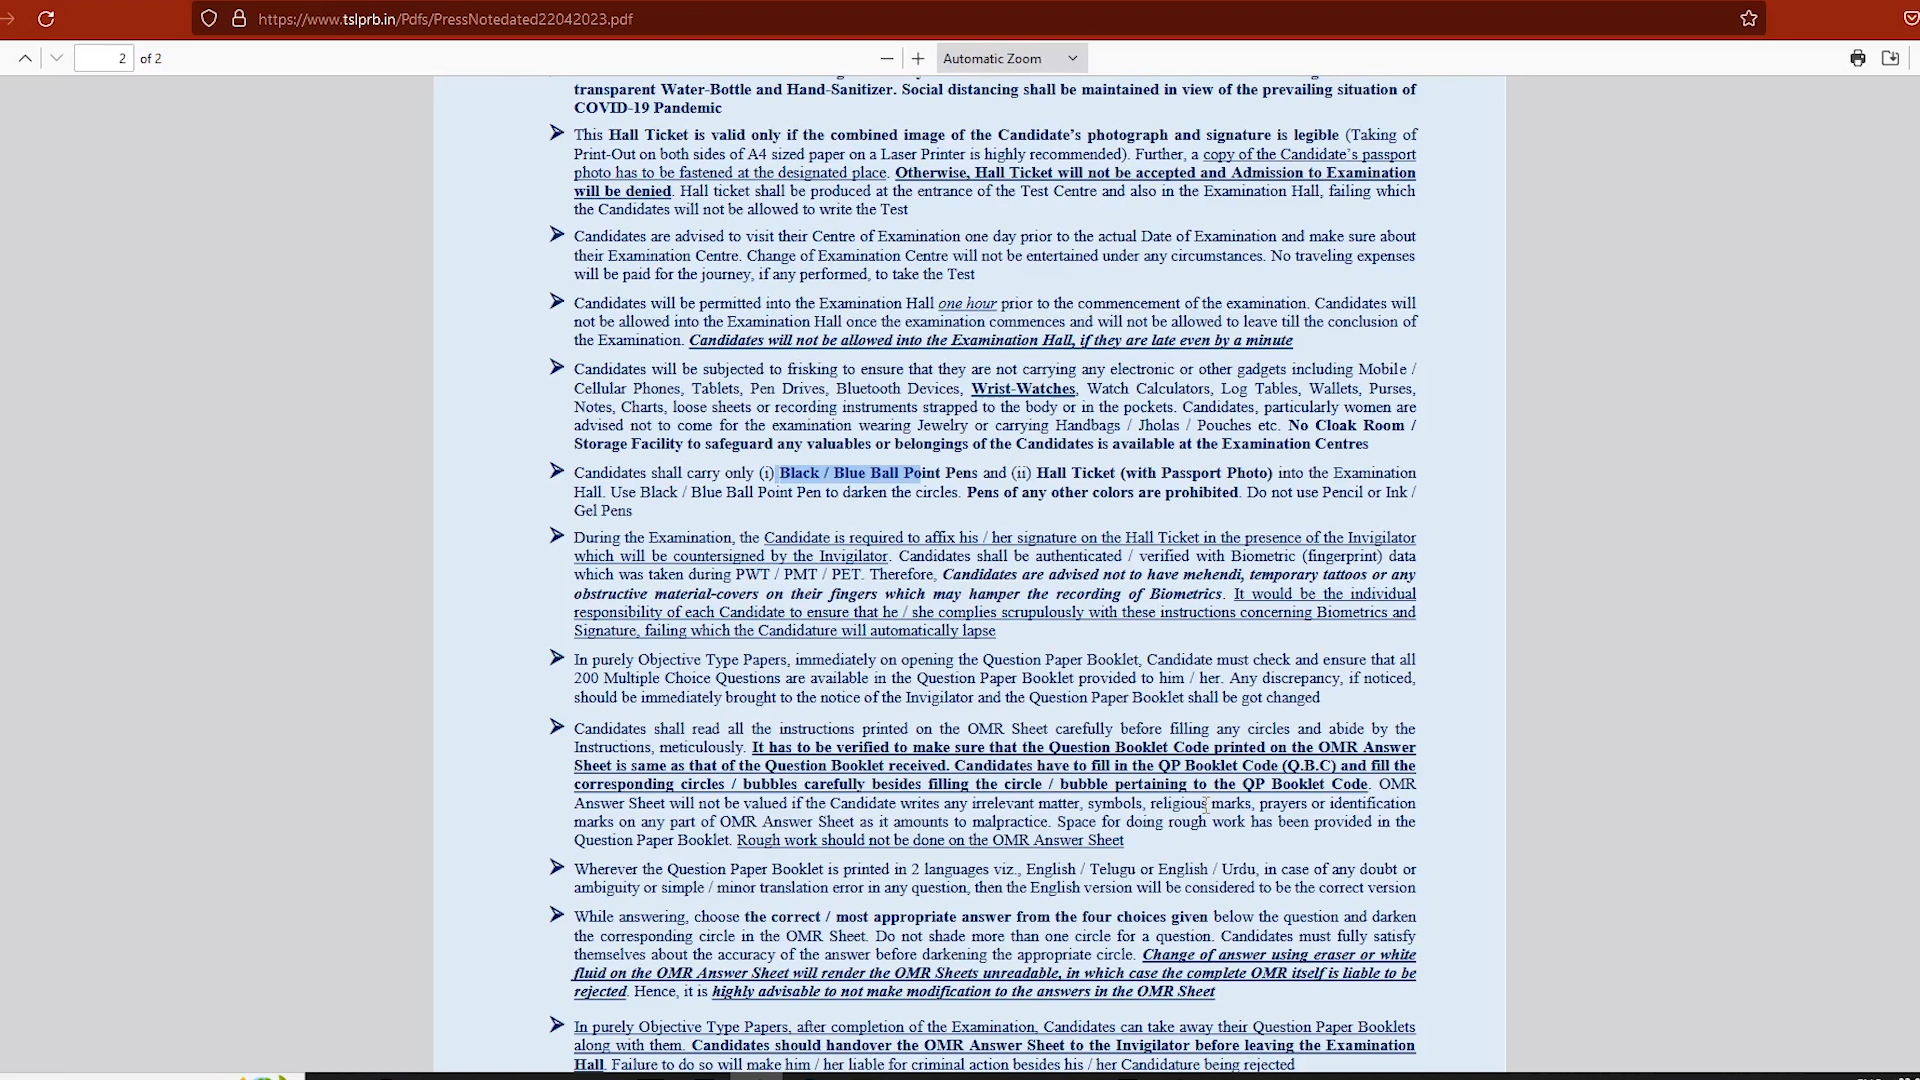 https://www.tslprb.in/Pdfs/PressNotedated22042023.pdf
2 of 2 Automatic Zoom
transparent Water-Bottle and Hand-Sanitizer. Social distancing shall be maintained in view of the prevailing situation of
COVID-19 Pandemic
This Hall Ticket is valid only if the combined image of the Candidate's photograph and signature is legible (Taking of
Print-Out on both sides of A4 sized paper on a Laser Printer is highly recommended). Further, a copy of the Candidate's passport
photo has to be fastened at the designated place. Otherwise, Hall Ticket will not be accepted and Admission to Examination
will be denied. Hall ticket shall be produced at the entrance of the Test Centre and also in the Examination Hall, failing which
the Candidates will not be allowed to write the Test
Candidates are advised to visit their Centre of Examination one day prior to the actual Date of Examination and make sure about
their Examination Centre. Change of Examination Centre will not be entertained under any circumstances. No traveling expenses
will be paid for the journey, if any performed, to take the Test
Candidates will be permitted into the Examination Hall one hour prior to the commencement of the examination. Candidates will
not be allowed into the Examination Hall once the examination commences and will not be allowed to leave till the conclusion of
the Examination. Candidates will not be allowed into the Examination Hall, if they are late even by a minute
Candidates will be subjected to frisking to ensure that they are not carrying any electronic or other gadgets including Mobile /
Cellular Phones, Tablets, Pen Drives, Bluetooth Devices, Wrist-Watches, Watch Calculators, Log Tables, Wallets, Purses,
Notes, Charts, loose sheets or recording instruments strapped to the body or in the pockets. Candidates, particularly women are
advised not to come for the examination wearing Jewelry or carrying Handbags / Jholas / Pouches etc. No Cloak Room /
Storage Facility to safeguard any valuables or belongings of the Candidates is available at the Examination Centres
Candidates shall carry only (i) Black / Blue Ball Point Pens and (ii) Hall Ticket (with Passport Photo) into the Examination
Hall. Use Black / Blue Ball Point Pen to darken the circles. Pens of any other colors are prohibited. Do not use Pencil or Ink /
Gel Pens
During the Examination, the Candidate is required to affix his / her signature on the Hall Ticket in the presence of the Invigilator
which will be countersigned by the Invigilator. Candidates shall be authenticated / verified with Biometric (fingerprint) data
which was taken during PWT / PMT / PET. Therefore, Candidates are advised not to have mehendi, temporary tattoos or any
obstructive material-covers on their fingers which may hamper the recording of Biometrics. It would be the individual
responsibility of each Candidate to ensure that he / she complies scrupulously with these instructions concerning Biometrics and
Signature, failing which the Candidature will automatically lapse
In purely Objective Type Papers, immediately on opening the Question Paper Booklet, Candidate must check and ensure that all
200 Multiple Choice Questions are available in the Question Paper Booklet provided to him / her. Any discrepancy, if noticed,
should be immediately brought to the notice of the Invigilator and the Question Paper Booklet shall be got changed
Candidates shall read all the instructions printed on the OMR Sheet carefully before filling any circles and abide by the
Instructions, meticulously. It has to be verified to make sure that the Question Booklet Code printed on the OMR Answer
Sheet is same as that of the Question Booklet received. Candidates have to fill in the QP Booklet Code (Q.B.C) and fill the
corresponding circles / bubbles carefully besides filling the circle / bubble pertaining to the QP Booklet Code. OMR
Answer Sheet will not be valued if the Candidate writes any irrelevant matter, symbols, religious marks, prayers or identification
marks on any part of OMR Answer Sheet as it amounts to malpractice. Space for doing rough work has been provided in the
Question Paper Booklet. Rough work should not be done on the OMR Answer Sheet
Wherever the Question Paper Booklet is printed in 2 languages viz., English / Telugu or English / Urdu, in case of any doubt or
ambiguity or simple / minor translation error in any question, then the English version will be considered to be the correct version
While answering, choose the correct / most appropriate answer from the four choices given below the question and darken
the corresponding circle in the OMR Sheet. Do not shade more than one circle for a question. Candidates must fully satisfy
themselves about the accuracy of the answer before darkening the appropriate circle. Change of answer using eraser or white
fluid on the OMR Answer Sheet will render the OMR Sheets unreadable, in which case the complete OMR itself is liable to be
rejected. Hence, it is highly advisable to not make modification to the answers in the OMR Sheet
In purely Objective Type Papers, after completion of the Examination, Candidates can take away their Question Paper Booklets
along with them. Candidates should handover the OMR Answer Sheet to the Invigilator before leaving the Examination
Hall. Failure to do so will make him / her liable for criminal action besides his / her Candidature being rejected